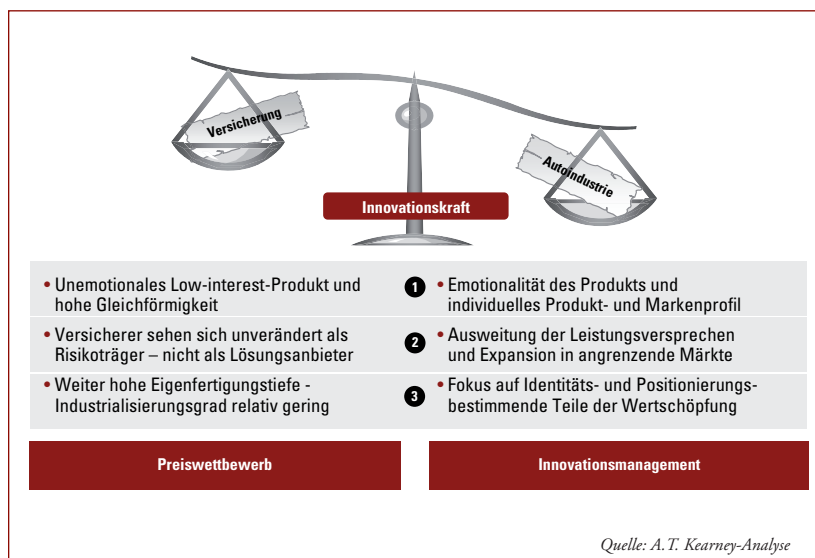 Versicherung
Autoindustrie
Innovationskraft
• Unemotionales Low-interest-Produkt und
hohe Gleichförmigkeit
1
• Emotionalität des Produkts und
individuelles Produkt- und Markenprofil
• Versicherer sehen sich unverändert als
Risikoträger – nicht als Lösungsanbieter
2
• Ausweitung der Leistungsversprechen
und Expansion in angrenzende Märkte
• Weiter hohe Eigenfertigungstiefe -
Industrialisierungsgrad relativ gering
3
• Fokus auf Identitäts- und Positionierungs-
bestimmende Teile der Wertschöpfung
Preiswettbewerb
Innovationsmanagement
Quelle: A.T. Kearney-Analyse